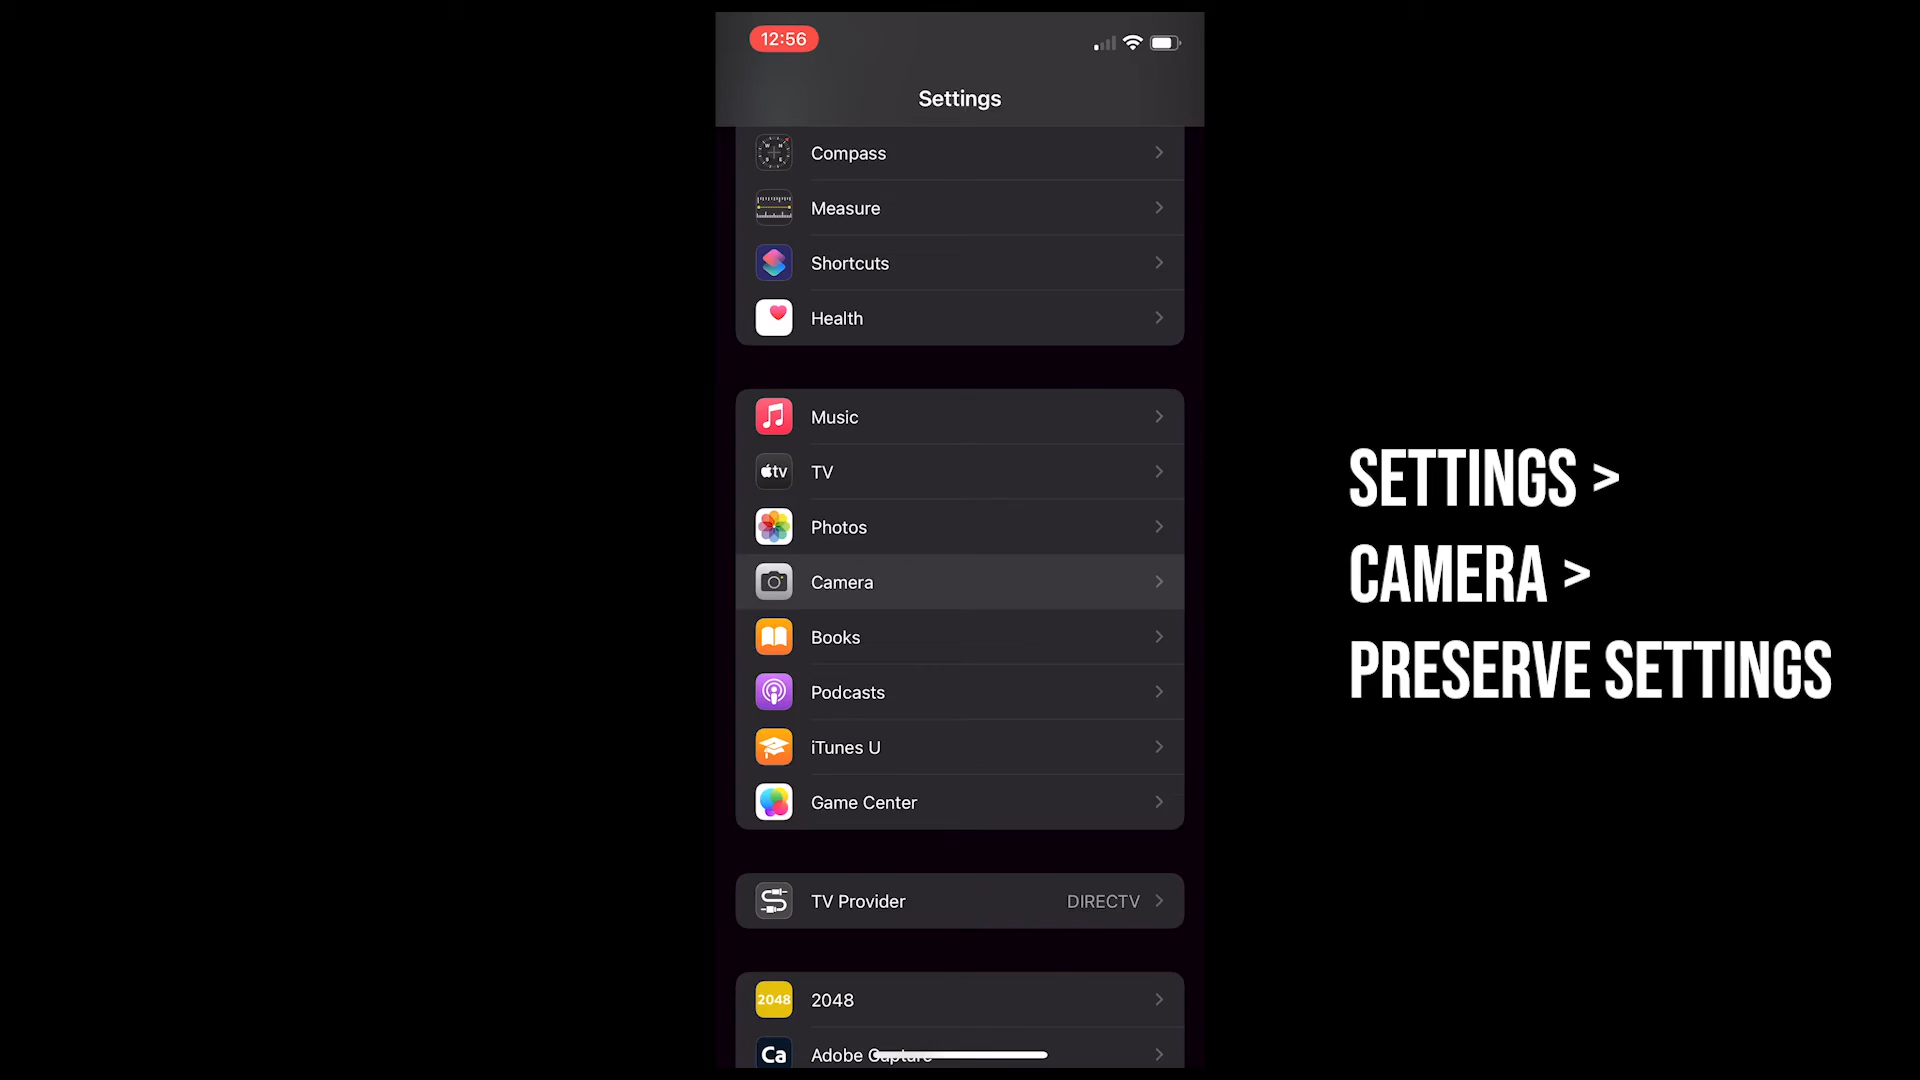 12:56
Settings
Compass
Measure
Shortcuts
Health
Music
tv TV
Photos
Camera
Books
Podcasts
iTunes U
Game Center
TV Provider DIRECTV
2048 2048
Ca Adobe Capture
SETTINGS >
CAMERA >
PRESERVE SETTINGS